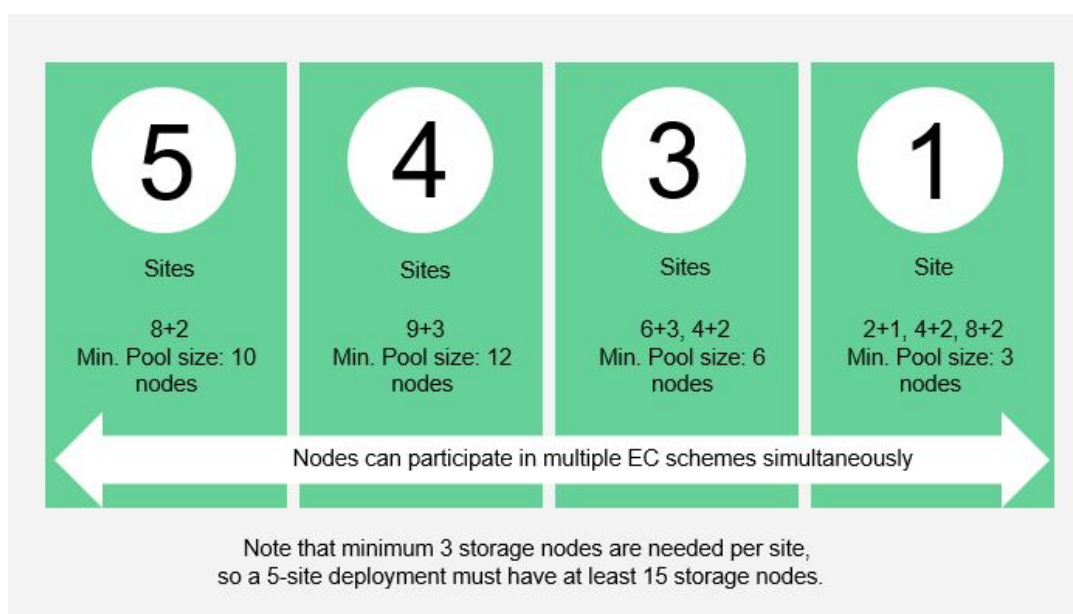 5
Sites
8+2
Min. Pool size: 10
nodes
4
Sites
9+3
Min. Pool size: 12
nodes
3
Sites
6+3, 4+2
Min. Pool size: 6
nodes
1
Site
2+1, 4+2, 8+2
Min. Pool size: 3
nodes
Nodes can participate in multiple EC schemes simultaneously
Note that minimum 3 storage nodes are needed per site,
so a 5-site deployment must have at least 15 storage nodes.